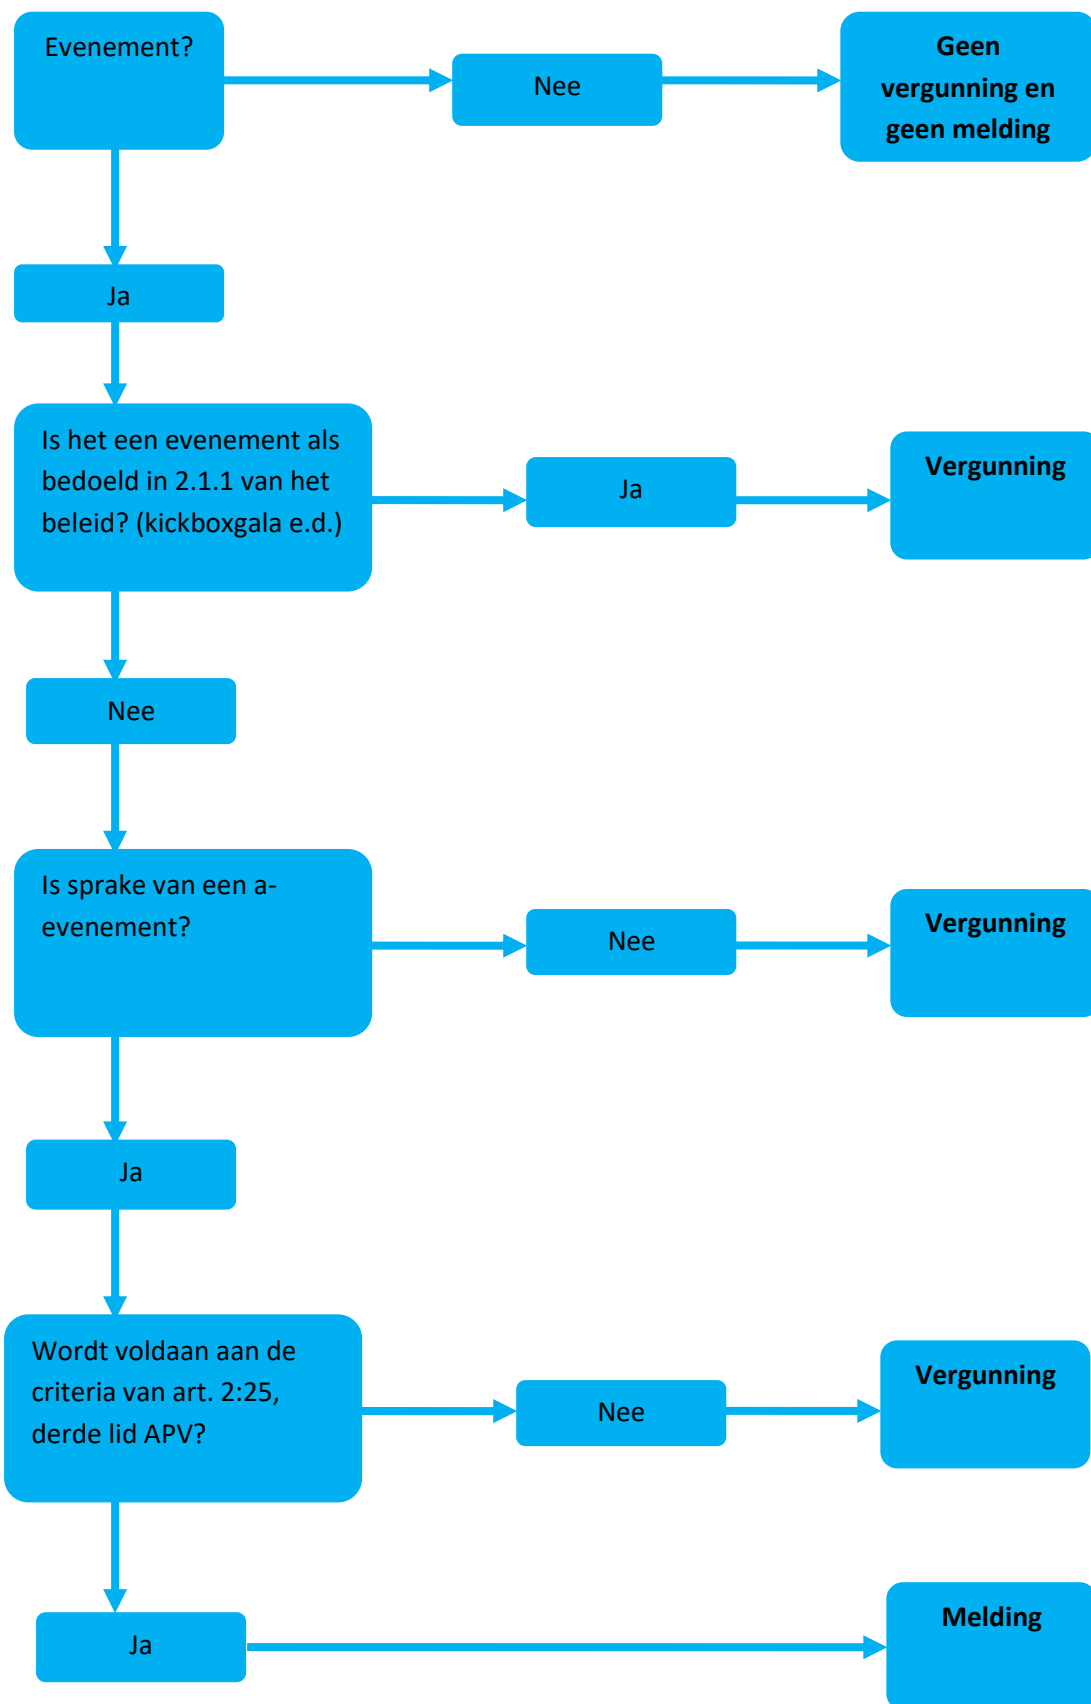 Evenement?
Nee
Geen
vergunning en
geen melding
Ja
Is het een evenement als
bedoeld in 2.1.1 van het
beleid? (kickboxgala e.d.)
Ja
Vergunning
Nee
Is sprake van een a-
evenement?
Nee
Vergunning
Ja
Wordt voldaan aan de
criteria van art. 2:25,
derde lid APV?
Nee
Vergunning
Ja
Melding